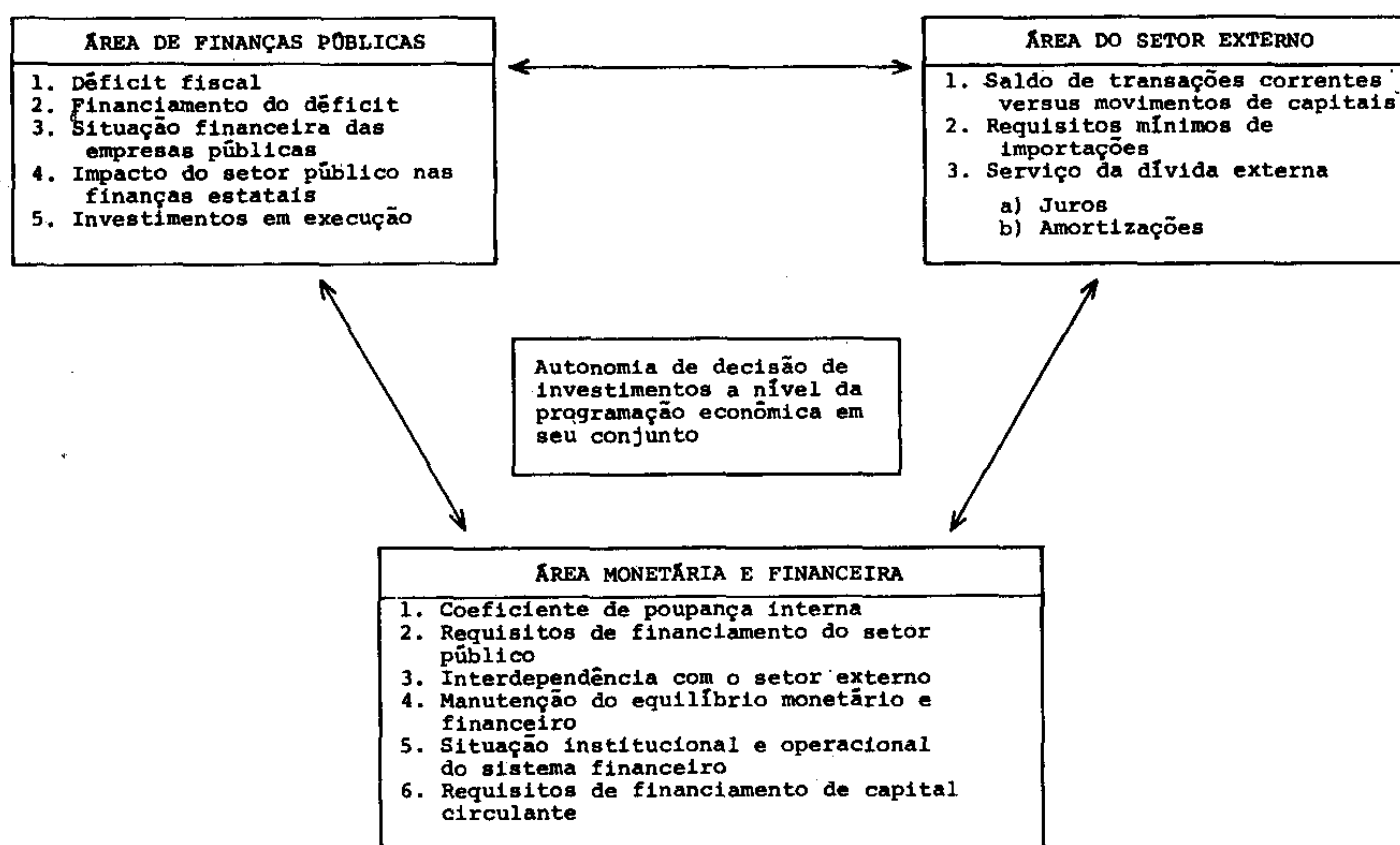 ÁREA DE FINANÇAS PÚBLICAS
1. Déficit fiscal
2. Financiamento do déficit
3. Situação financeira das
empresas públicas
4. Impacto do setor público nas
finanças estatais
5. Investimentos em execução
ÁREA DO SETOR EXTERNO
1. Saldo de transações correntes
versus movimentos de capitais
2. Requisitos mínimos de
importações
3. Serviço da dívida externa
a) Juros
b) Amortizações
Autonomia de decisão de
investimentos a nível da
programação econômica em
seu conjunto
ÁREA MONETÁRIA E FINANCEIRA
1. Coeficiente de poupança interna
2. Requisitos de financiamento do setor
público
3. Interdependência com o setor externo
4. Manutenção do equilíbrio monetário e
financeiro
5. Situação institucional e operacional
do sistema financeiro
6. Requisitos de financiamento de capital
circulante